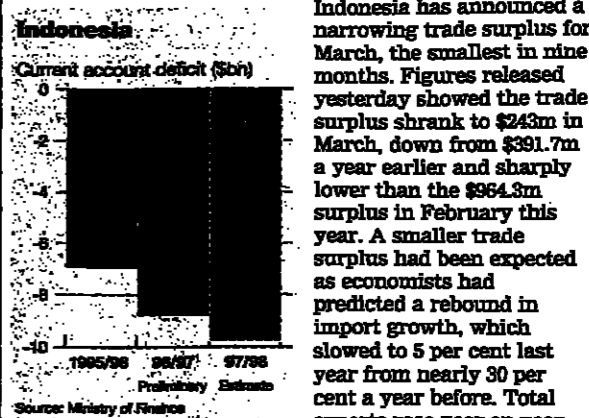 Indonesia
Current account deficit ($bn)
0
-2
-4
-6
-8
-10
1995/96 96/97 97/98
Preliminary Estimate
Source: Ministry of Finance
Indonesia has announced a
narrowing trade surplus for
March, the smallest in nine
months. Figures released
yesterday showed the trade
surplus shrank to $243m in
March, down from $391.7m
a year earlier and sharply
lower than the $964.3m
surplus in February this
year. A smaller trade
surplus had been expected
as economists had
predicted a rebound in
import growth, which
slowed to 5 per cent last
year from nearly 30 per
cent a year before. Total